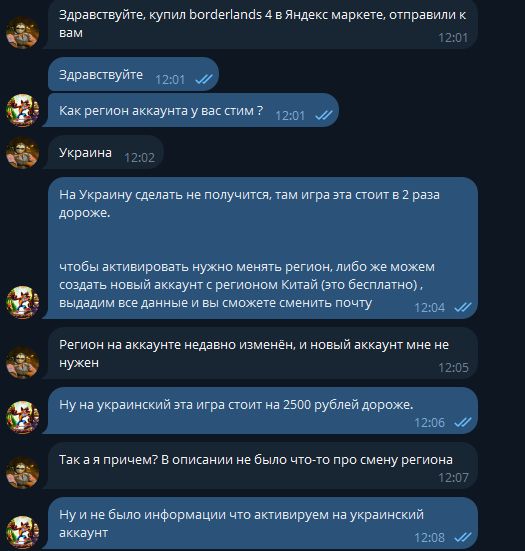 Здравствуйте, купил borderlands 4 в Яндекс маркете, отправили к
вам
12:01
Здравствуйте
12:01
Как регион аккаунта у вас стим ?
12:01
Украина
12:02
На Украину сделать не получится, там игра эта стоит в 2 раза
дороже.
чтобы активировать нужно менять регион, либо же можем
создать новый аккаунт с регионом Китай (это бесплатно) ,
выдадим все данные и вы сможете сменить почту
12:04
Регион на аккаунте недавно изменён, и новый аккаунт мне не
нужен
12:05
Ну на украинский эта игра стоит на 2500 рублей дороже.
12:06
Так а я причем? В описании не было что-то про смену региона
12:07
Ну и не было информации что активируем на украинский
аккаунт
12:08